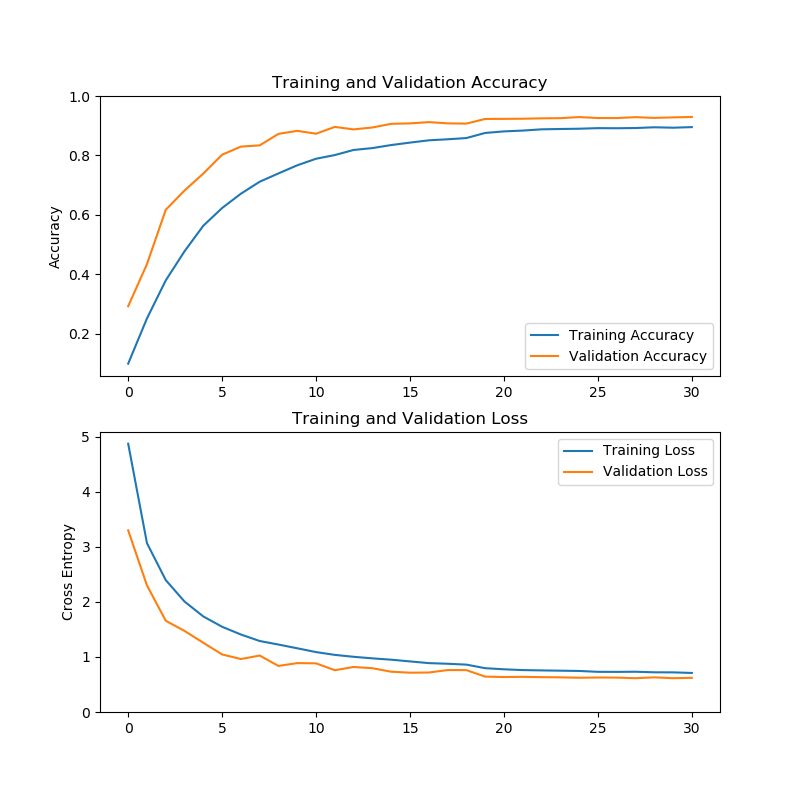 Training and Validation Accuracy
1.0
0.8
0.6
0.4
0.2
Accuracy
Training Accuracy
Validation Accuracy
0 5 10 15 20 25 30
Training and Validation Loss
5
4
3
2
1
0
Cross Entropy
Training Loss
Validation Loss
0 5 10 15 20 25 30